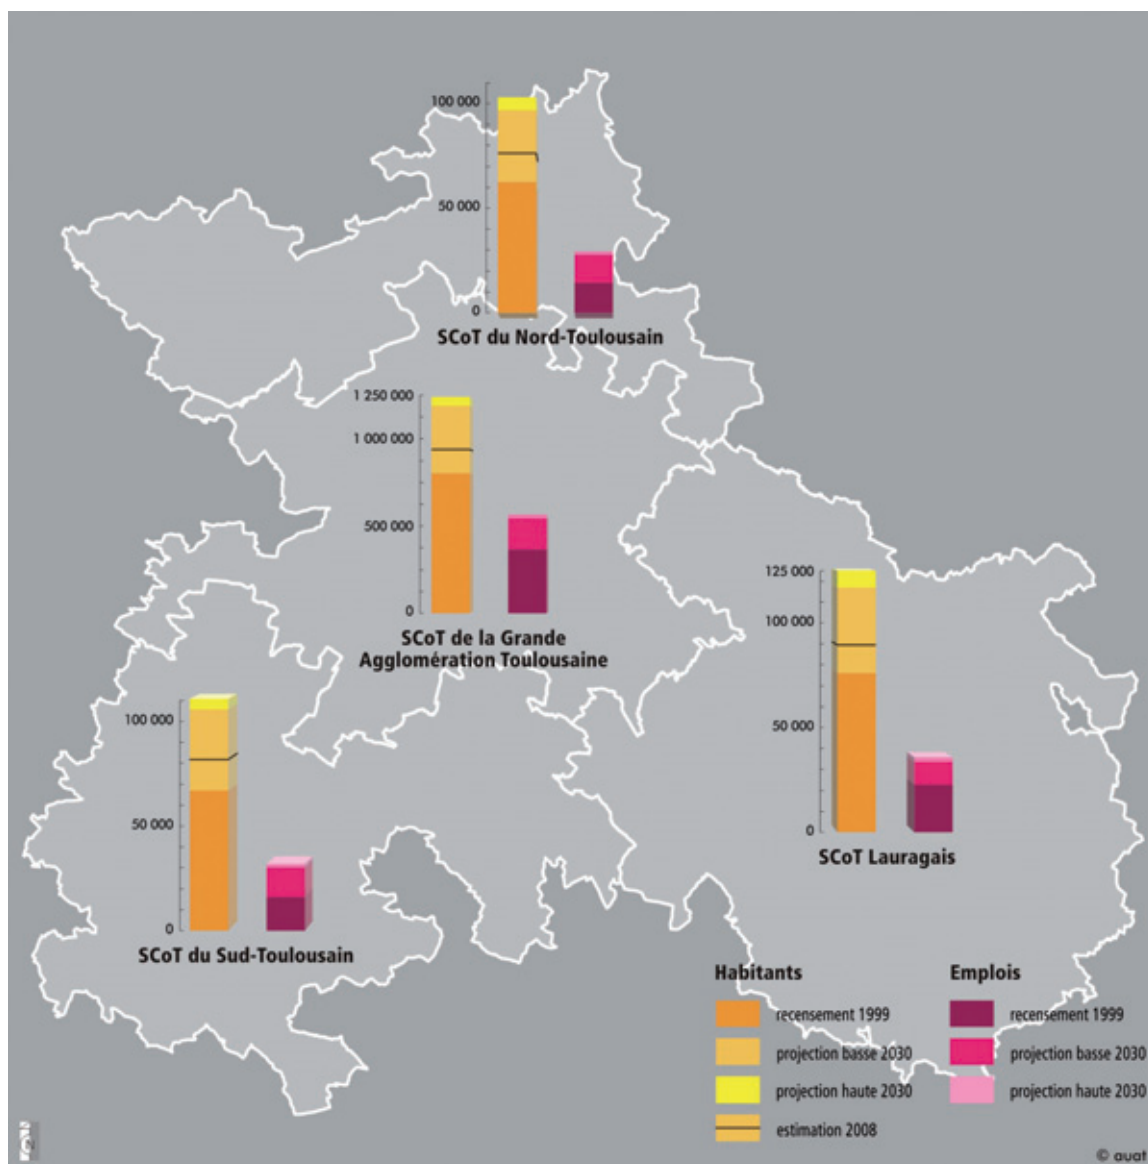 100 000
50 000
0
SCoT du Nord-Toulousain
1 250 000
1 000 000
500 000
0
SCoT de la Grande
Agglomération Toulousaine
125 000
100 000
50 000
0
SCoT Lauragais
100 000
50 000
0
SCoT du Sud-Toulousain
Habitants
recensement 1999
projection basse 2030
projection haute 2030
estimation 2008
Emplois
recensement 1999
projection basse 2030
projection haute 2030
© auat